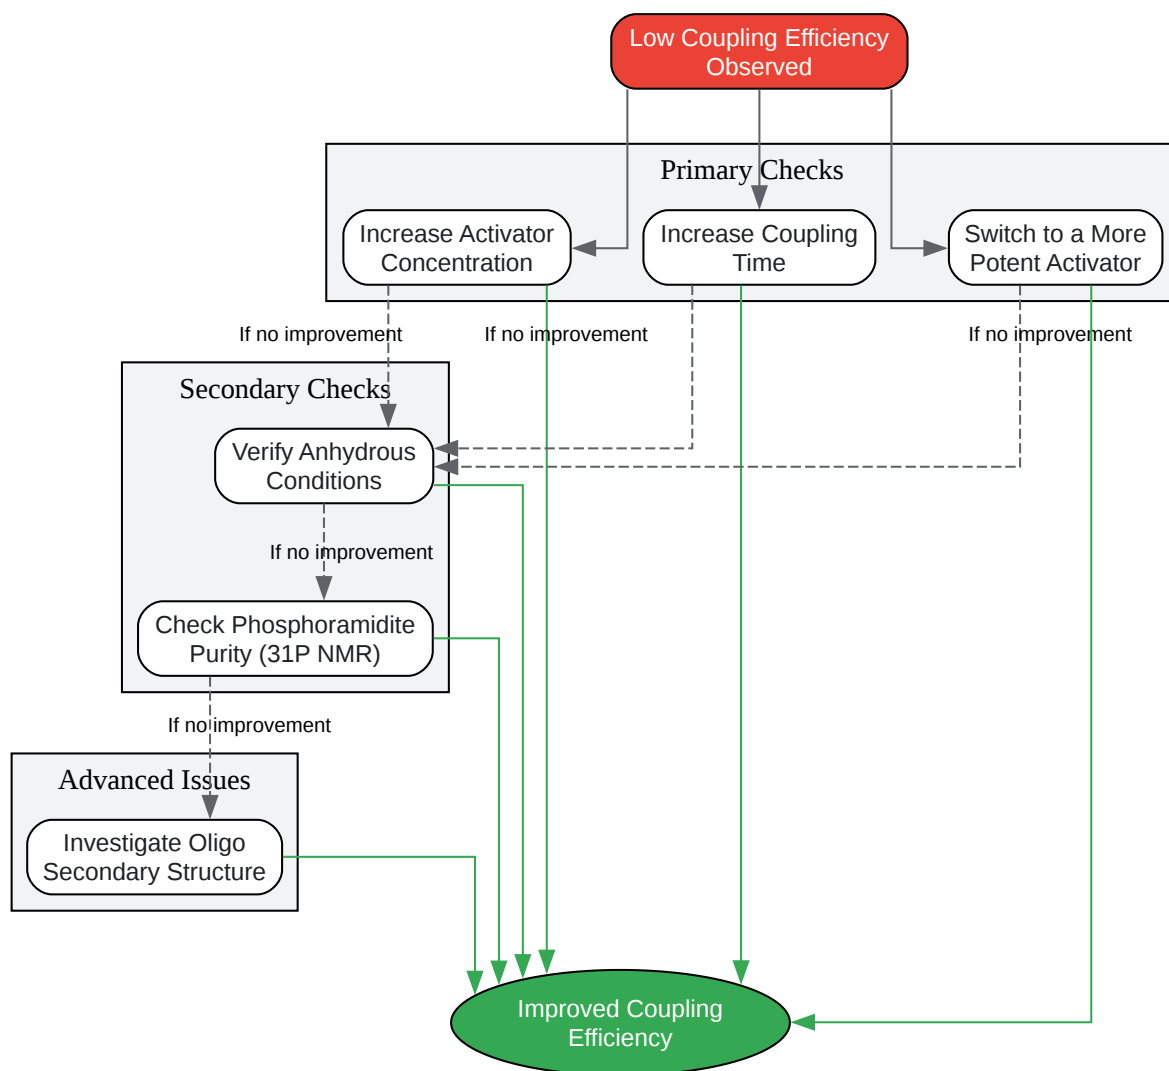 Low Coupling Efficiency
Observed
Primary Checks
Increase Activator
Concentration
Increase Coupling
Time
Switch to a More
Potent Activator
If no improvement
If no improvement
If no improvement
Secondary Checks
Verify Anhydrous
Conditions
If no improvement
Check Phosphoramidite
Purity (31P NMR)
If no improvement
Advanced Issues
Investigate Oligo
Secondary Structure
Improved Coupling
Efficiency